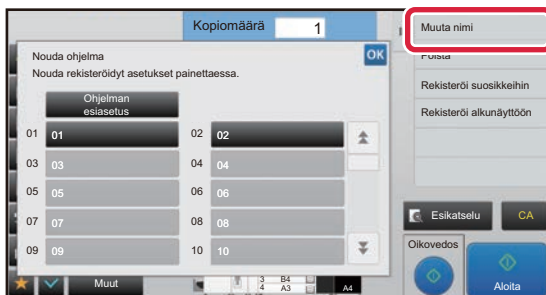 Kopiomäärä 1
Muuta nimi
Nouda ohjelma
OK
Poista
Nouda rekisteröidyt asetukset painettaessa.
Rekisteröi suosikkeihin
Ohjelman
esiasetus
Rekisteröi alkunäyttöön
01 01
02 02
03 03
04 04
05 05
06 06
07 07
08 08
09 09
10 10
Esikatselu
CA
Oikovedos
Aloita
Muut
3 B4
4 A3
A4